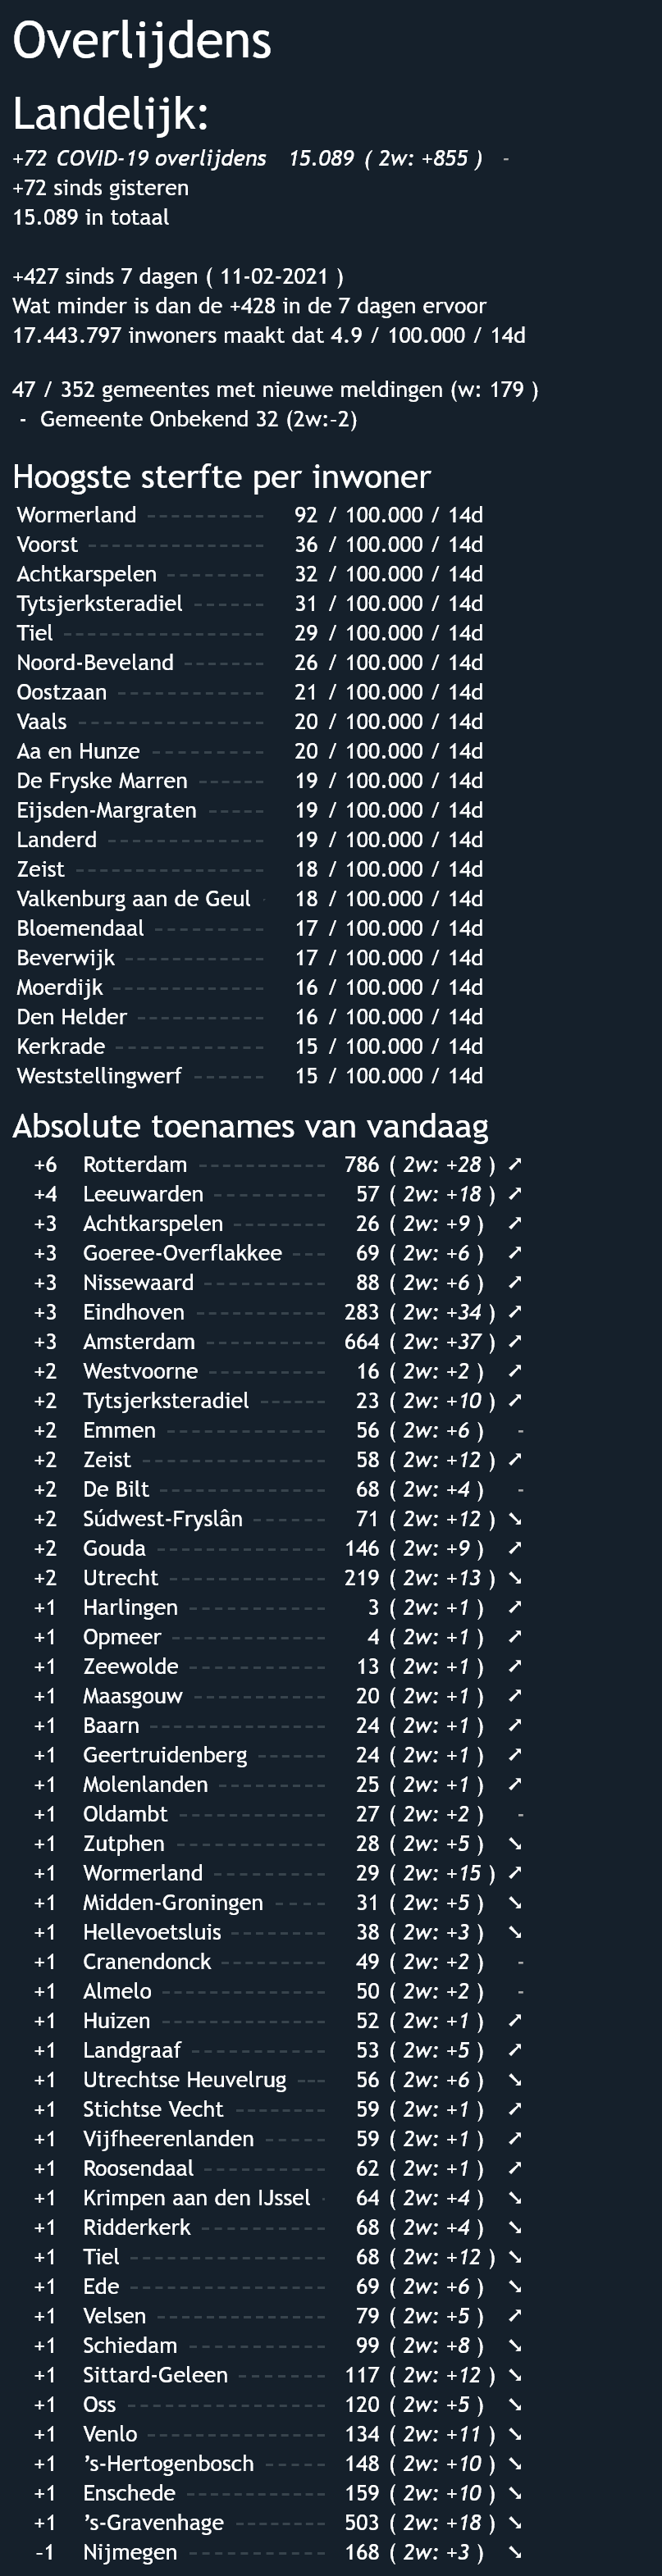 Overlijdens
Landelijk:
+72 COVID-19 overlijdens 15.089 ( 2w: +855 ) -
+72 sinds gisteren
15.089 in totaal
+427 sinds 7 dagen ( 11-02-2021 )
Wat minder is dan de +428 in de 7 dagen ervoor
17.443.797 inwoners maakt dat 4.9 / 100.000 / 14d
47 / 352 gemeentes met nieuwe meldingen (w: 179 )
- Gemeente Onbekend 32 (2w:-2)
Hoogste sterfte per inwoner
Wormerland ---------- 92 / 100.000 / 14d
Voorst --------------- 36 / 100.000 / 14d
Achtkarspelen -------- 32 / 100.000 / 14d
Tytsjerksteradiel ------ 31 / 100.000 / 14d
Tiel ----------------- 29 / 100.000 / 14d
Noord-Beveland ------- 26 / 100.000 / 14d
Oostzaan ------------ 21 / 100.000 / 14d
Vaals ---------------- 20 / 100.000 / 14d
Aa en Hunze --------- 20 / 100.000 / 14d
De Fryske Marren ------ 19 / 100.000 / 14d
Eijsden-Margraten ----- 19 / 100.000 / 14d
Landerd ------------- 19 / 100.000 / 14d
Zeist ---------------- 18 / 100.000 / 14d
Valkenburg aan de Geul - 18 / 100.000 / 14d
Bloemendaal --------- 17 / 100.000 / 14d
Beverwijk ------------ 17 / 100.000 / 14d
Moerdijk ------------- 16 / 100.000 / 14d
Den Helder ----------- 16 / 100.000 / 14d
Kerkrade ------------- 15 / 100.000 / 14d
Weststellingwerf ------ 15 / 100.000 / 14d
Absolute toenames van vandaag
+6 Rotterdam ----------- 786 ( 2w: +28 ) ➚
+4 Leeuwarden ---------- 57 ( 2w: +18 ) ➚
+3 Achtkarspelen -------- 26 ( 2w: +9 ) ➚
+3 Goeree-Overflakkee --- 69 ( 2w: +6 ) ➚
+3 Nissewaard ---------- 88 ( 2w: +6 ) ➚
+3 Eindhoven ----------- 283 ( 2w: +34 ) ➚
+3 Amsterdam ---------- 664 ( 2w: +37 ) ➚
+2 Westvoorne ---------- 16 ( 2w: +2 ) ➚
+2 Tytsjerksteradiel ------ 23 ( 2w: +10 ) ➚
+2 Emmen -------------- 56 ( 2w: +6 ) -
+2 Zeist ---------------- 58 ( 2w: +12 ) ➚
+2 De Bilt --------------- 68 ( 2w: +4 ) -
+2 Súdwest-Fryslân ------ 71 ( 2w: +12 ) ➘
+2 Gouda --------------- 146 ( 2w: +9 ) ➚
+2 Utrecht -------------- 219 ( 2w: +13 ) ➘
+1 Harlingen ------------ 3 ( 2w: +1 ) ➚
+1 Opmeer ------------- 4 ( 2w: +1 ) ➚
+1 Zeewolde ------------ 13 ( 2w: +1 ) ➚
+1 Maasgouw ----------- 20 ( 2w: +1 ) ➚
+1 Baarn --------------- 24 ( 2w: +1 ) ➚
+1 Geertruidenberg ------ 24 ( 2w: +1 ) ➚
+1 Molenlanden --------- 25 ( 2w: +1 ) ➚
+1 Oldambt ------------- 27 ( 2w: +2 ) -
+1 Zutphen ------------- 28 ( 2w: +5 ) ➘
+1 Wormerland --------- 29 ( 2w: +15 ) ➚
+1 Midden-Groningen ---- 31 ( 2w: +5 ) ➘
+1 Hellevoetsluis --------- 38 ( 2w: +3 ) ➘
+1 Cranendonck --------- 49 ( 2w: +2 ) -
+1 Almelo -------------- 50 ( 2w: +2 ) -
+1 Huizen -------------- 52 ( 2w: +1 ) ➚
+1 Landgraaf ----------- 53 ( 2w: +5 ) ➚
+1 Utrechtse Heuvelrug --- 56 ( 2w: +6 ) ➘
+1 Stichtse Vecht -------- 59 ( 2w: +1 ) ➚
+1 Vijfheerenlanden ----- 59 ( 2w: +1 ) ➚
+1 Roosendaal ---------- 62 ( 2w: +1 ) ➚
+1 Krimpen aan den IJssel - 64 ( 2w: +4 ) ➘
+1 Ridderkerk ----------- 68 ( 2w: +4 ) ➘
+1 Tiel ----------------- 68 ( 2w: +12 ) ➘
+1 Ede ----------------- 69 ( 2w: +6 ) ➘
+1 Velsen --------------- 79 ( 2w: +5 ) ➚
+1 Schiedam ------------ 99 ( 2w: +8 ) ➘
+1 Sittard-Geleen -------- 117 ( 2w: +12 ) ➘
+1 Oss ----------------- 120 ( 2w: +5 ) ➘
+1 Venlo --------------- 134 ( 2w: +11 ) ➘
+1 's-Hertogenbosch ----- 148 ( 2w: +10 ) ➘
+1 Enschede ------------ 159 ( 2w: +10 ) ➘
+1 's-Gravenhage -------- 503 ( 2w: +18 ) ➘
-1 Nijmegen ------------ 168 ( 2w: +3 ) ➘